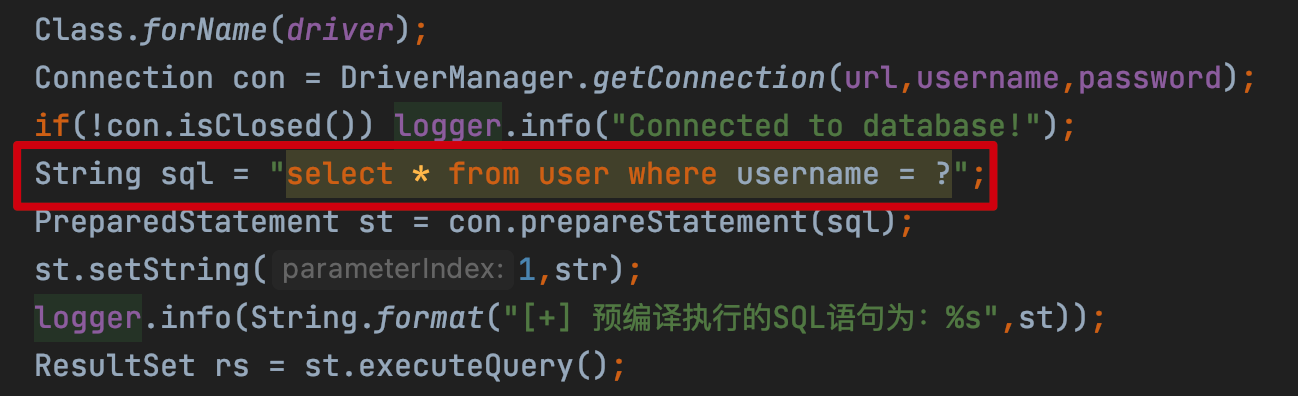 Class.forName(driver);
Connection con = DriverManager.getConnection(url,username,password);
if(!con.isClosed()) logger.info("Connected to database!");
String sql = "select * from user where username = ?";
PreparedStatement st = con.prepareStatement(sql);
st.setString( parameterIndex: 1,str);
logger.info(String.format("[+] 预编译执行的SQL语句为：%s",st));
ResultSet rs = st.executeQuery();